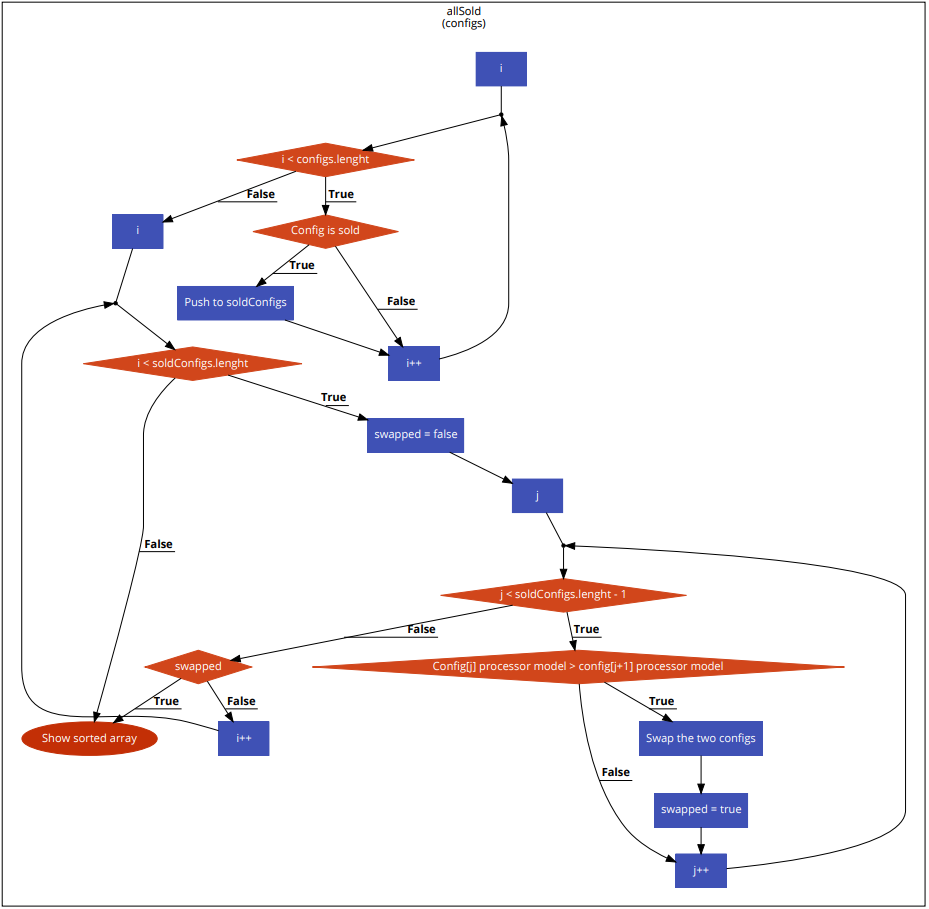 allSold
(configs)
i
i < configs.lenght
False
True
i
Config is sold
True
Push to soldConfigs
False
i++
i < soldConfigs.lenght
True
swapped = false
j
False
j < soldConfigs.lenght - 1
False
True
swapped
Config[j] processor model > config[j+1] processor model
True
False
True
Show sorted array
i++
Swap the two configs
False
swapped = true
j++